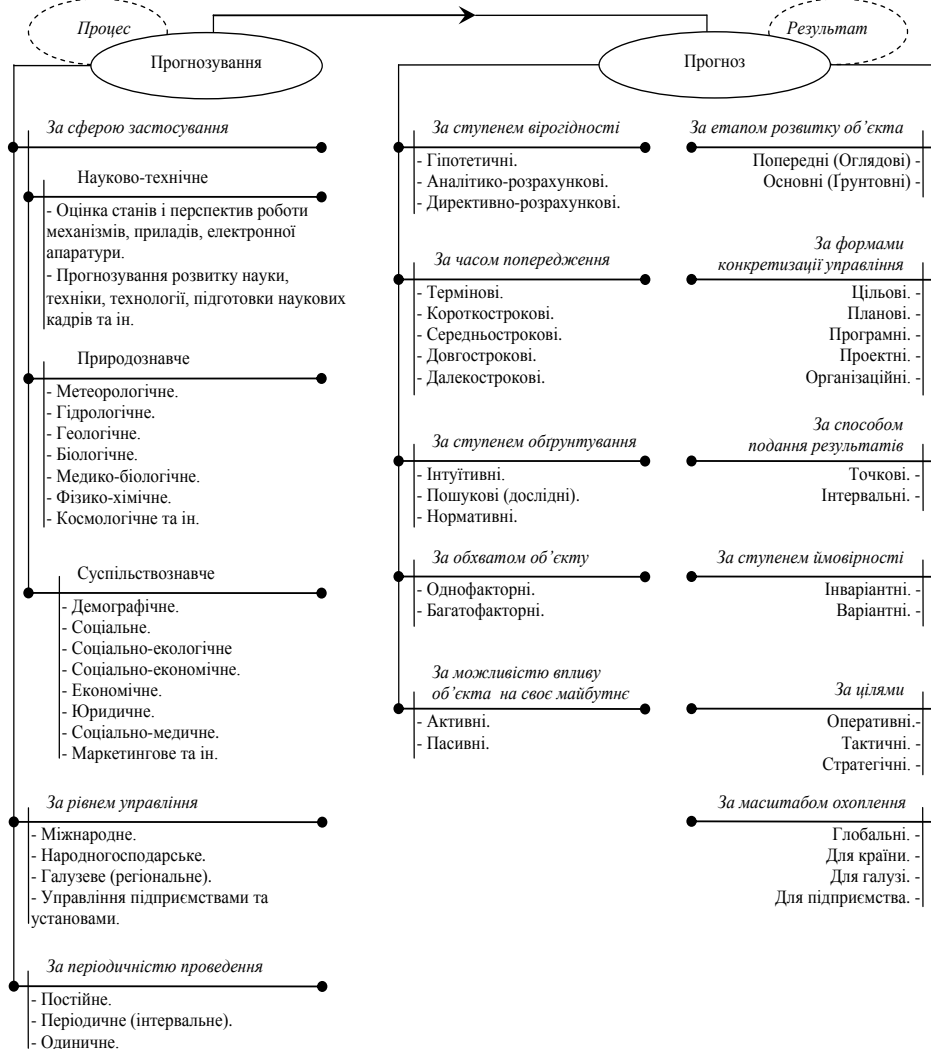 Процес
Прогнозування
Результат
Прогноз
За сферою застосування
Науково-технічне
- Оцінка станів і перспектив роботи
механізмів, приладів, електронної
апаратури.
- Прогнозування розвитку науки,
техніки, технології, підготовки наукових
кадрів та ін.
Природознавче
- Метеорологічне.
- Гідрологічне.
- Геологічне.
- Біологічне.
- Медико-біологічне.
- Фізико-хімічне.
- Космологічне та ін.
Суспільствознавче
- Демографічне.
- Соціальне.
- Соціально-екологічне
- Соціально-економічне.
- Економічне.
- Юридичне.
- Соціально-медичне.
- Маркетингове та ін.
За рівнем управління
- Міжнародне.
- Народногосподарське.
- Галузеве (регіональне).
- Управління підприємствами та
установами.
За періодичністю проведення
- Постійне.
- Періодичне (інтервальне).
- Одиничне.
За ступенем вірогідності
- Гіпотетичні.
- Аналітико-розрахункові.
- Директивно-розрахункові.
За часом попередження
- Термінові.
- Короткострокові.
- Середньострокові.
- Довгострокові.
- Далекострокові.
За ступенем обґрунтування
- Інтуїтивні.
- Пошукові (дослідні).
- Нормативні.
За обхватом об’єкту
- Однофакторні.
- Багатофакторні.
За можливістю впливу
об’єкта на своє майбутнє
- Активні.
- Пасивні.
За етапом розвитку об’єкта
Попередні (Оглядові) -
Основні (Ґрунтовні) -
За формами
конкретизації управління
Цільові. -
Планові. -
Програмні. -
Проектні. -
Організаційні. -
За способом
подання результатів
Точкові. -
Інтервальні. -
За ступенем ймовірності
Інваріантні. -
Варіантні. -
За цілями
Оперативні.-
Тактичні. -
Стратегічні. -
За масштабом охоплення
Глобальні. -
Для країни. -
Для галузі. -
Для підприємства. -